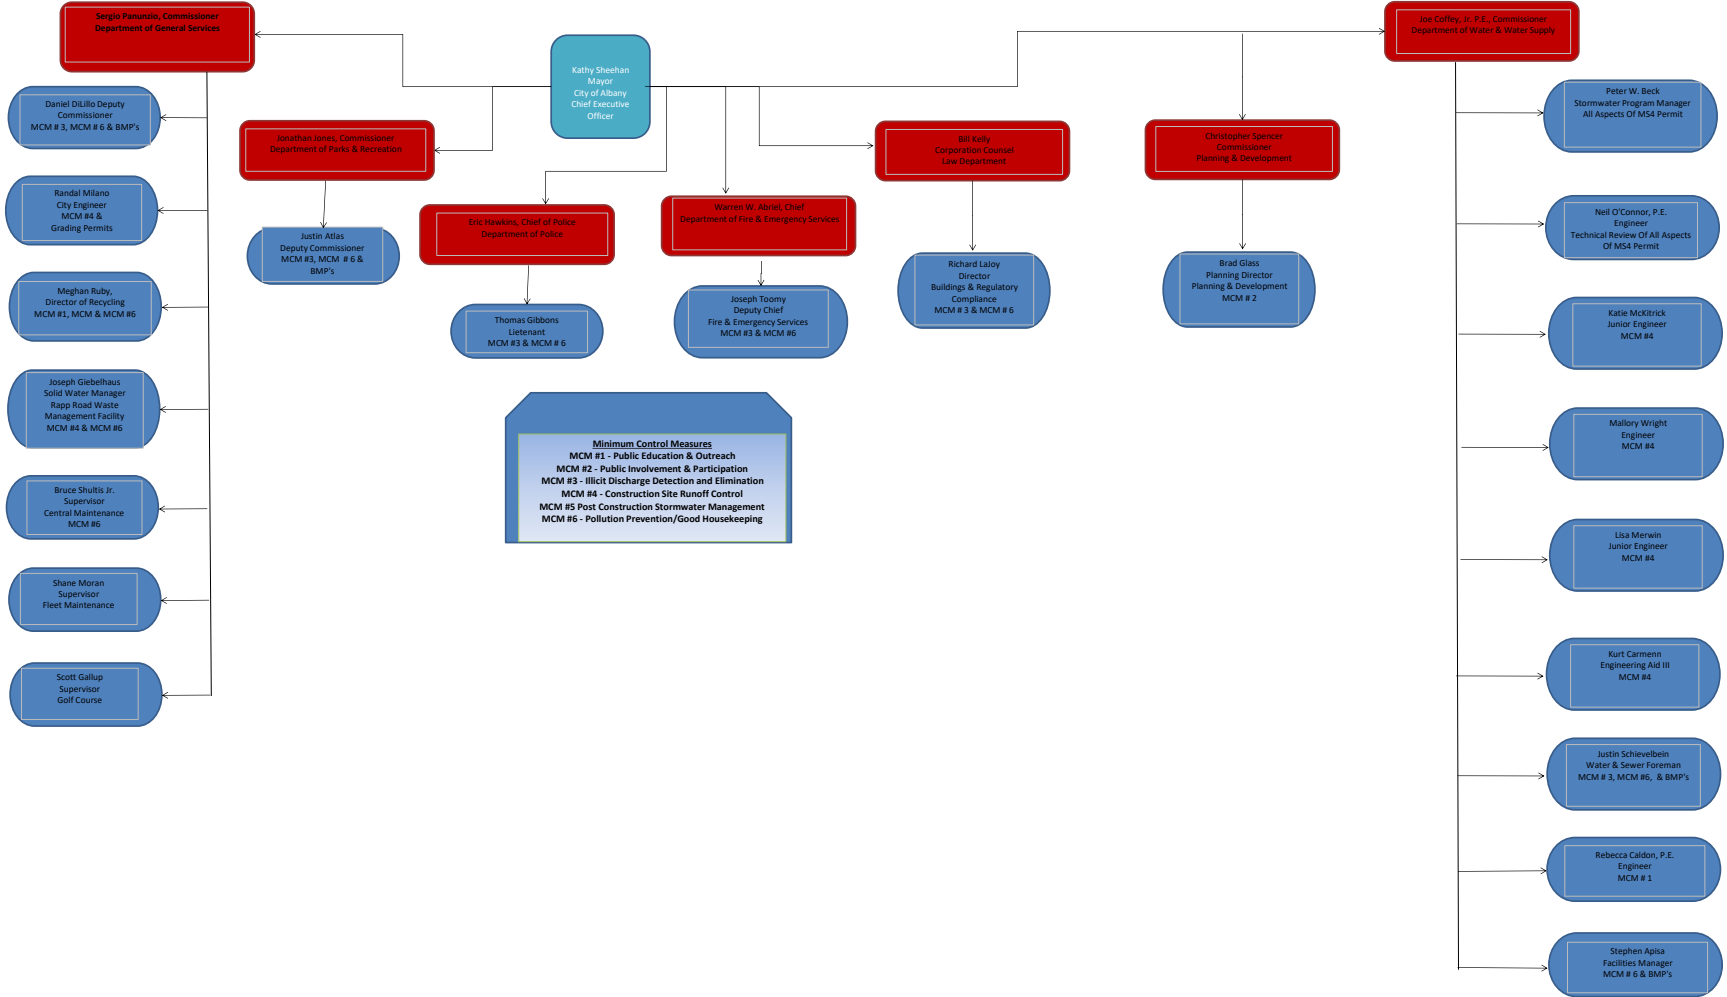 Sergio Panunzio, Commissioner
Department of General Services
Joe Coffey, Jr. P.E., Commissioner
Department of Water & Water Supply
Kathy Sheehan
Mayor
City of Albany
Chief Executive
Officer
Daniel DiLillo Deputy
Commissioner
MCM # 3, MCM # 6 & BMP's
Randal Milano
City Engineer
MCM #4 &
Grading Permits
Meghan Ruby,
Director of Recycling
MCM #1, MCM & MCM #6
Joseph Giebelhaus
Solid Water Manager
Rapp Road Waste
Management Facility
MCM #4 & MCM #6
Bruce Shultis Jr.
Supervisor
Central Maintenance
MCM #6
Shane Moran
Supervisor
Fleet Maintenance
Scott Gallup
Supervisor
Golf Course
Jonathan Jones, Commissioner
Department of Parks & Recreation
Justin Atlas
Deputy Commissioner
MCM #3, MCM # 6 &
BMP's
Eric Hawkins, Chief of Police
Department of Police
Thomas Gibbons
Lietenant
MCM #3 & MCM # 6
Warren W. Abriel, Chief
Department of Fire & Emergency Services
Joseph Toomy
Deputy Chief
Fire & Emergency Services
MCM #3 & MCM #6
Bill Kelly
Corporation Counsel
Law Department
Richard LaJoy
Director
Buildings & Regulatory
Compliance
MCM # 3 & MCM # 6
Christopher Spencer
Commissioner
Planning & Development
Brad Glass
Planning Director
Planning & Development
MCM # 2
Minimum Control Measures
MCM #1 - Public Education & Outreach
MCM #2 - Public Involvement & Participation
MCM #3 - Illicit Discharge Detection and Elimination
MCM #4 - Construction Site Runoff Control
MCM #5 Post Construction Stormwater Management
MCM #6 - Pollution Prevention/Good Housekeeping
Peter W. Beck
Stormwater Program Manager
All Aspects Of MS4 Permit
Neil O'Connor, P.E.
Engineer
Technical Review Of All Aspects
Of MS4 Permit
Katie McKitrick
Junior Engineer
MCM #4
Mallory Wright
Engineer
MCM #4
Lisa Merwin
Junior Engineer
MCM #4
Kurt Carmenn
Engineering Aid III
MCM #4
Justin Schievelbein
Water & Sewer Foreman
MCM # 3, MCM #6, & BMP's
Rebecca Caldon, P.E.
Engineer
MCM # 1
Stephen Apisa
Facilities Manager
MCM # 6 & BMP's